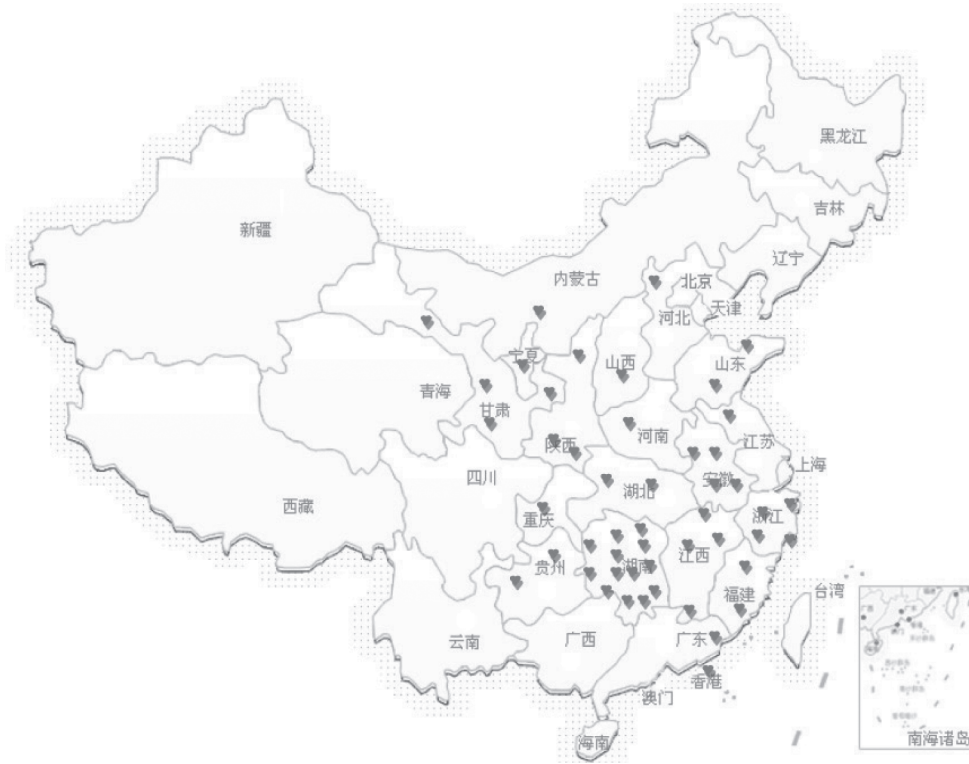 黑龙江
吉林
辽宁
新疆
内蒙古
北京
天津
河北
宁夏
山西
山东
青海
甘肃
陕西
河南
江苏
上海
四川
湖北
安徽
西藏
重庆
浙江
贵州
湖南
江西
福建
台湾
云南
广西
广东
香港
澳门
海南
南海诸岛